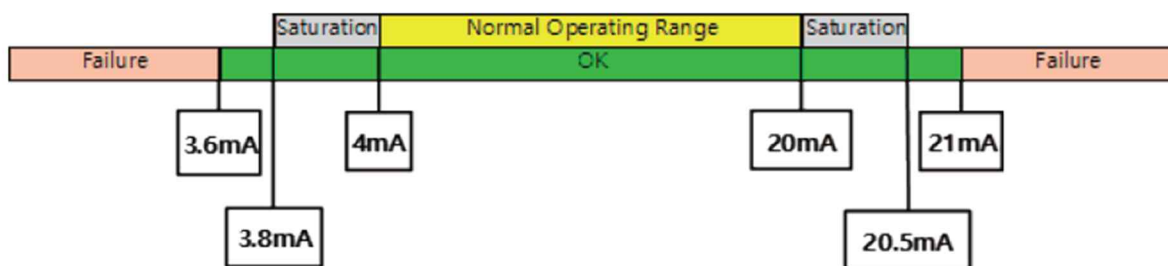 Saturation Normal Operating Range Saturation
Failure OK Failure
3.6mA 4mA 20mA 21mA
3.8mA 20.5mA